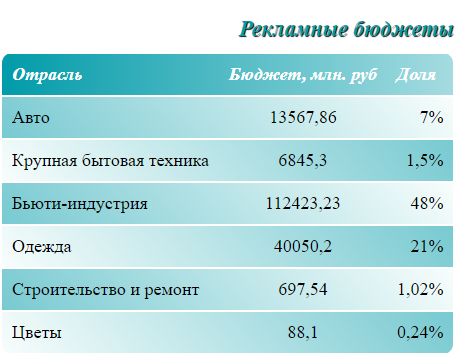 Рекламные бюджеты
Отрасль Бюджет, млн. руб Доля
Авто 13567,86 7%
Крупная бытовая техника 6845,3 1,5%
Бьюти-индустрия 112423,23 48%
Одежда 40050,2 21%
Строительство и ремонт 697,54 1,02%
Цветы 88,1 0,24%